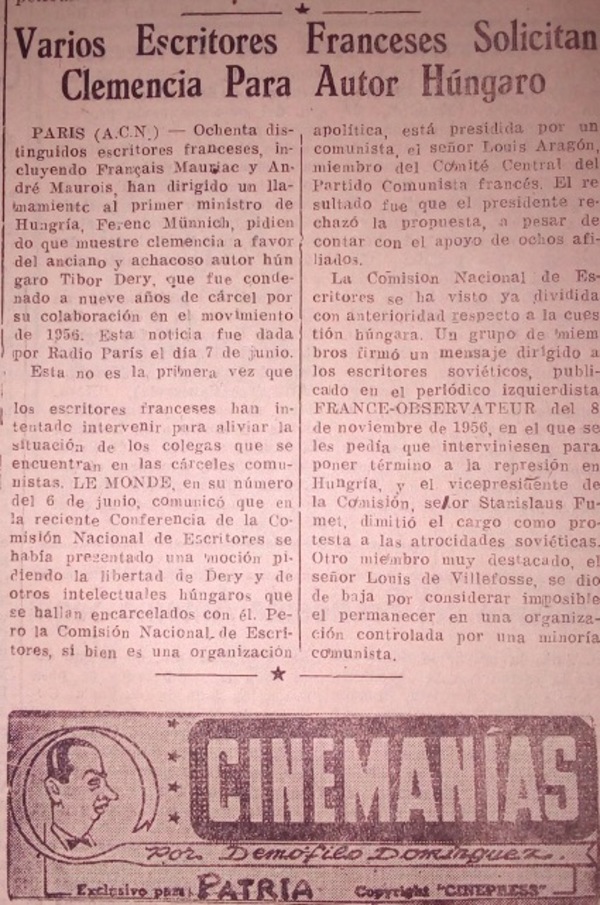 Varios Escritores Franceses Solicitan
Clemencia Para Autor Húngaro
PARIS (A.C.N.) — Ochenta dis-
tinguidos escritores franceses, in-
cluyendo Français Mauriac y An-
dré Maurois, han dirigido un lla-
mamiento al primer ministro de
Hungría, Ferenc Münnich, pidien
do que muestre clemencia a favor
del anciano y achacoso autor hún
garo Tibor Dery, que fue conde-
nado a nueve años de cárcel por
su colaboración en el movimiento
de 1956. Esta noticia fue dada
por Radio París el día 7 de junio.
Esta no es la primera vez que
los escritores franceses han in-
tentado intervenir para aliviar la
situación de los colegas que se
encuentran en las cárceles comu-
nistas. LE MONDE, en su número
del 6 de junio, comunicó que en
la reciente Conferencia de la Co-
misión Nacional de Escritores se
había presentado una moción pi-
diendo la libertad de Dery y de
otros intelectuales húngaros que
se hallan encarcelados con él. Pe-
ro la Comisión Nacional de Escri-
tores, si bien es una organización
apolítica, está presidida por un
comunista, el señor Louis Aragón,
miembro del Comité Central del
Partido Comunista francés. El re
sultado fue que el presidente re-
chazó la propuesta, a pesar de
contar con el apoyo de ochos afi-
liados.
La Comision Nacional de Es-
critores se ha visto ya dividida
con anterioridad respecto a la cues
tión húngara. Un grupo de miem
bros firmó un mensaje dirigido a
los escritores soviéticos, publi-
cado en el periódico izquierdista
FRANCE-OBSERVATEUR del 8
de noviembre de 1956, en el que se
les pedía que interviniesen para
poner término a la represión en
Hungría, y el vicepresidente de
la Comisión, señor Stanislaus Fu-
met, dimitió el cargo como pro-
testa a las atrocidades soviéticas.
Otro miembro muy destacado, el
señor Louis de Villefosse, se dio
de baja por considerar imposible
el permanecer en una organiza-
ción controlada por una minoría
comunista.
CINEMANÍAS
Por Demófilo Domínguez.
Exclusivo para PATRIA Copyright "CINEPRESS"